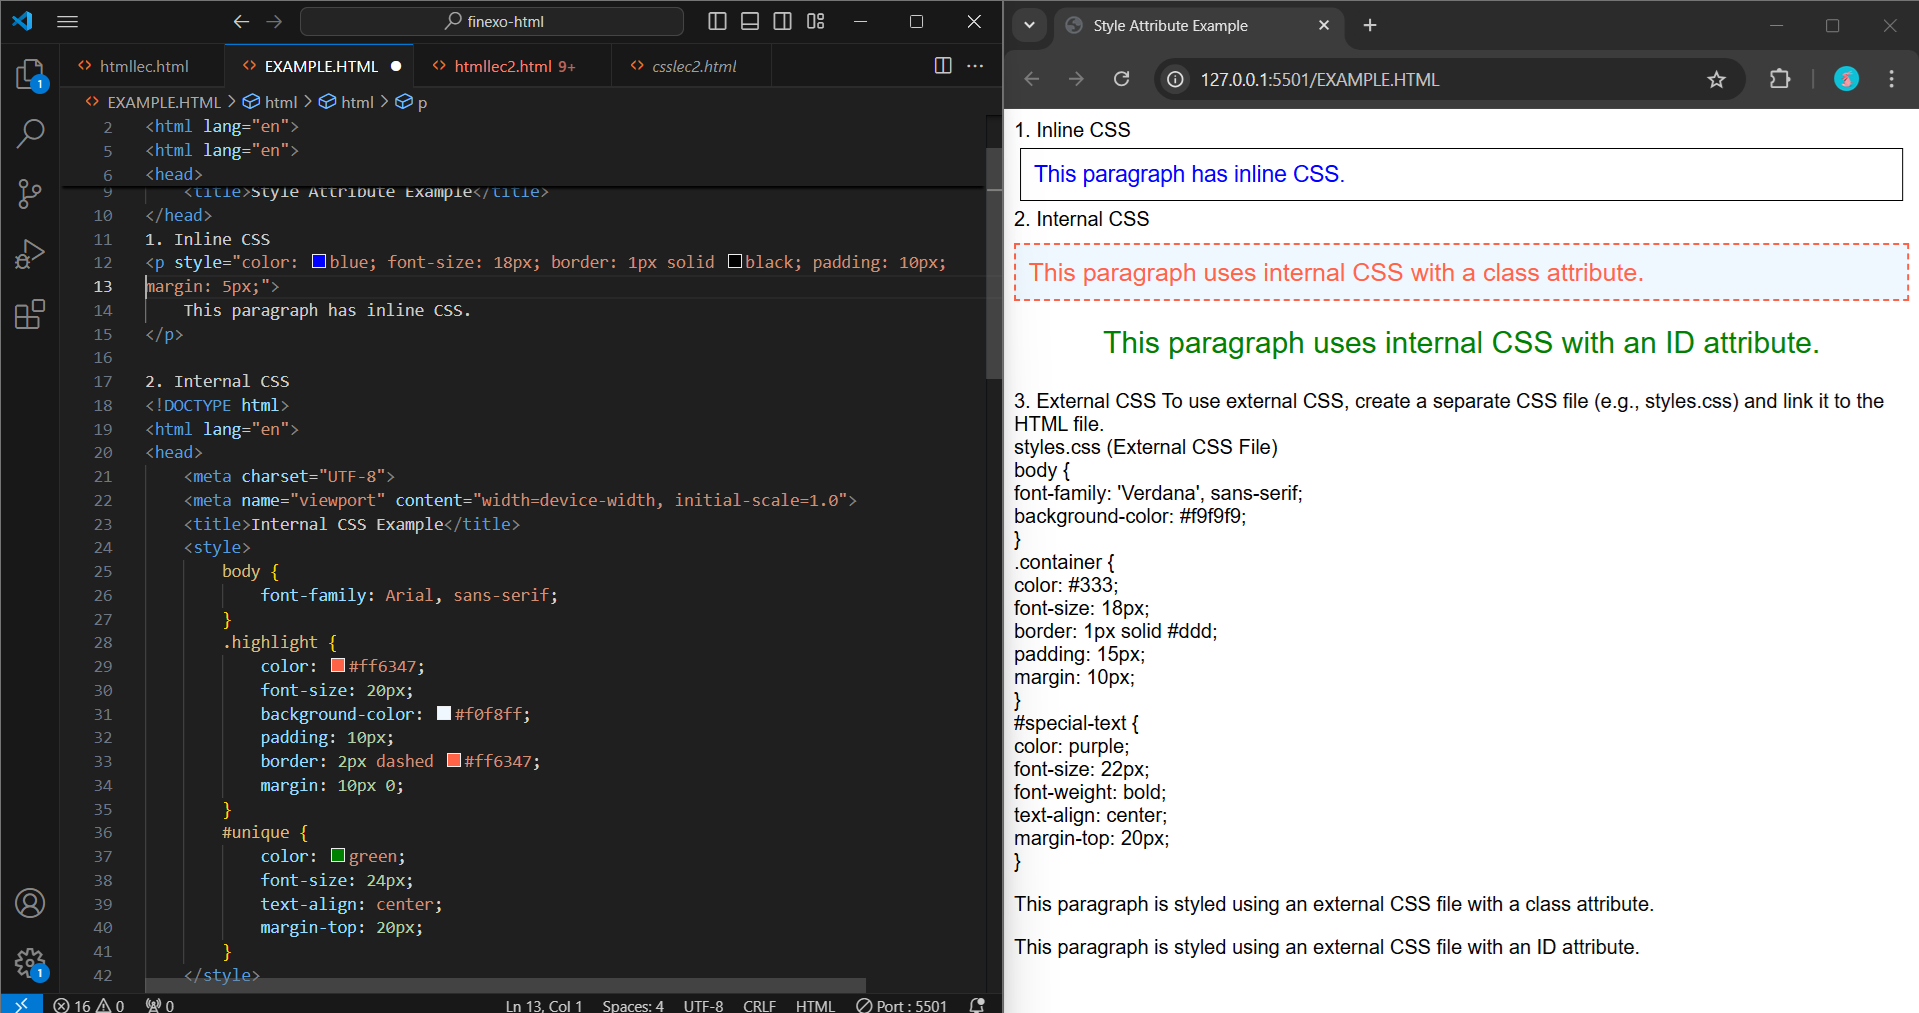 finexo-html
htmllec.html
EXAMPLE.HTML
htmllec2.html 9+
csslec2.html
EXAMPLE.HTML > html > html > p
2 <html lang="en">
5 <html lang="en">
6 <head>
9 <title>Style Attribute Example</title>
10 </head>
11 1. Inline CSS
12 <p style="color: blue; font-size: 18px; border: 1px solid black; padding: 10px;
13 margin: 5px;">
14 This paragraph has inline CSS.
15 </p>
16
17 2. Internal CSS
18 <!DOCTYPE html>
19 <html lang="en">
20 <head>
21 <meta charset="UTF-8">
22 <meta name="viewport" content="width=device-width, initial-scale=1.0">
23 <title>Internal CSS Example</title>
24 <style>
25 body {
26 font-family: Arial, sans-serif;
27 }
28 .highlight {
29 color: #ff6347;
30 font-size: 20px;
31 background-color: #f0f8ff;
32 padding: 10px;
33 border: 2px dashed #ff6347;
34 margin: 10px 0;
35 }
36 #unique {
37 color: green;
38 font-size: 24px;
39 text-align: center;
40 margin-top: 20px;
41 }
42 </style>
1
1
16 0 0 Ln 13, Col 1 Spaces: 4 UTF-8 CRLF HTML Port : 5501
Style Attribute Example
127.0.0.1:5501/EXAMPLE.HTML
1. Inline CSS
This paragraph has inline CSS.
2. Internal CSS
This paragraph uses internal CSS with a class attribute.
This paragraph uses internal CSS with an ID attribute.
3. External CSS To use external CSS, create a separate CSS file (e.g., styles.css) and link it to the
HTML file.
styles.css (External CSS File)
body {
font-family: 'Verdana', sans-serif;
background-color: #f9f9f9;
}
.container {
color: #333;
font-size: 18px;
border: 1px solid #ddd;
padding: 15px;
margin: 10px;
}
#special-text {
color: purple;
font-size: 22px;
font-weight: bold;
text-align: center;
margin-top: 20px;
}
This paragraph is styled using an external CSS file with a class attribute.
This paragraph is styled using an external CSS file with an ID attribute.